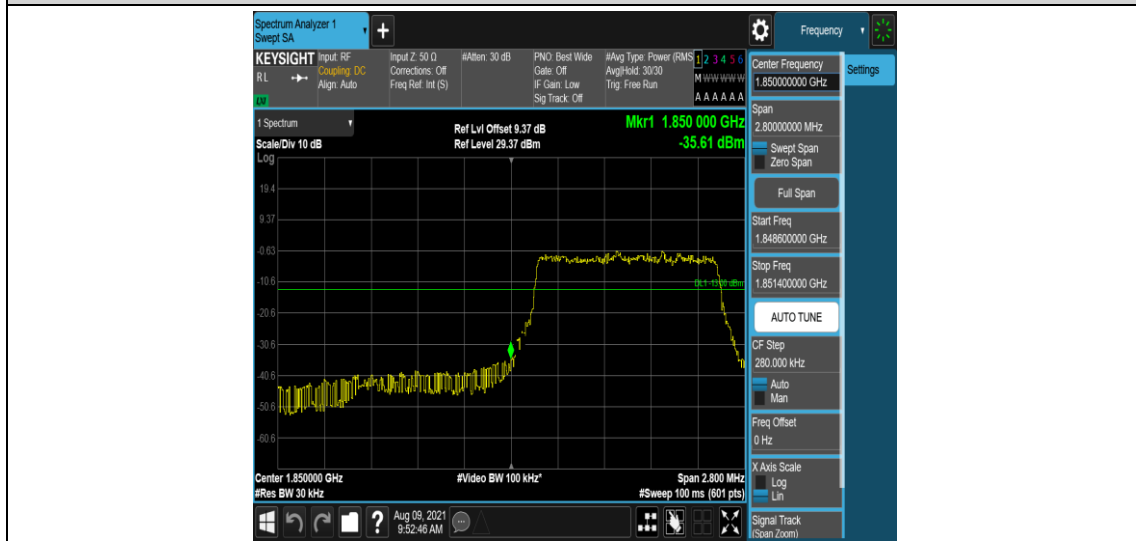 Spectrum Analyzer 1
Swept SA
+
Frequency
KEYSIGHT
RL
LXI
Input: RF
Coupling: DC
Align: Auto
Input Z: 50 Ω
Corrections: Off
Freq Ref: Int (S)
#Atten: 30 dB
PNO: Best Wide
Gate: Off
IF Gain: Low
Sig Track: Off
#Avg Type: Power (RMS
Avg|Hold: 30/30
Trig: Free Run
1 2 3 4 5 6
M W W W W W
A A A A A A
1 Spectrum
Scale/Div 10 dB
Log
Ref Lvl Offset 9.37 dB
Ref Level 29.37 dBm
Mkr1 1.850 000 GHz
-35.61 dBm
19.4
9.37
-0.63
-10.6
-20.6
-30.6
-40.6
-50.6
-60.6
DL1 -13.00 dBm
1
Center 1.850000 GHz
#Res BW 30 kHz
#Video BW 100 kHz*
Span 2.800 MHz
#Sweep 100 ms (601 pts)
?
Aug 09, 2021
9:52:46 AM
Center Frequency
1.850000000 GHz
Settings
Span
2.80000000 MHz
Swept Span
Zero Span
Full Span
Start Freq
1.848600000 GHz
Stop Freq
1.851400000 GHz
AUTO TUNE
CF Step
280.000 kHz
Auto
Man
Freq Offset
0 Hz
X Axis Scale
Log
Lin
Signal Track
(Span Zoom)